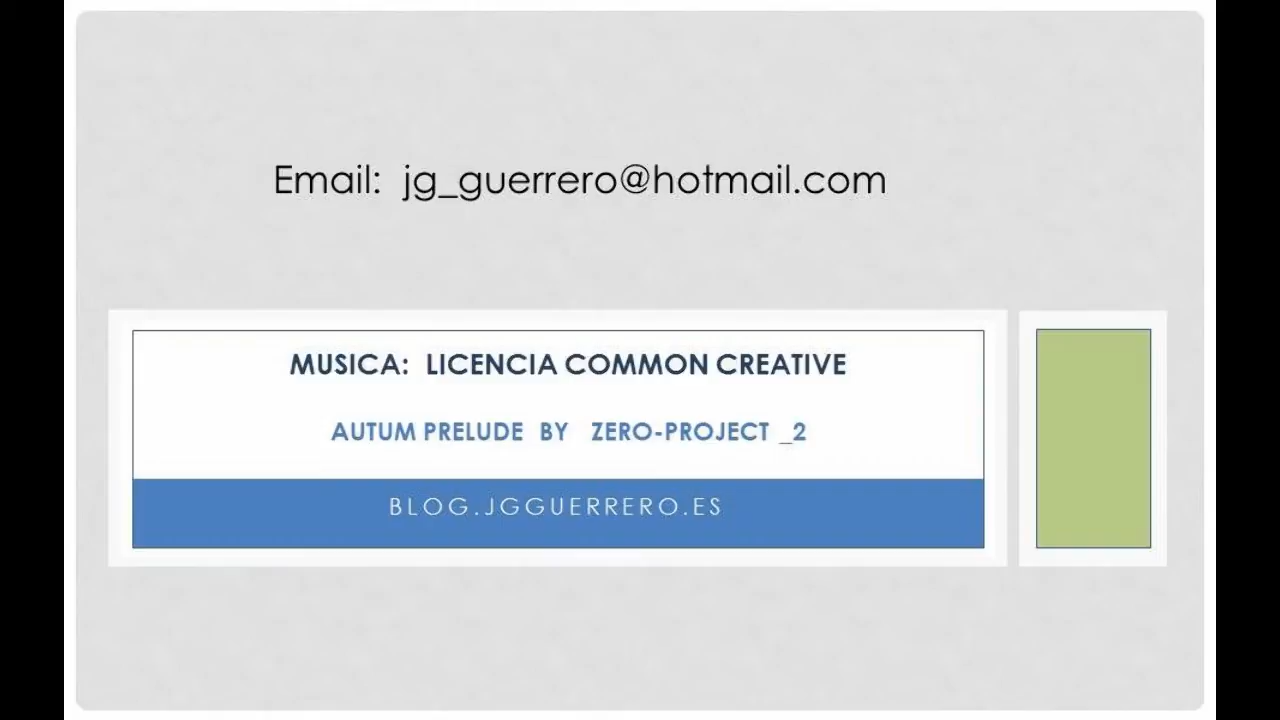 Email: jg_guerrero@hotmail.com
MUSICA: LICENCIA COMMON CREATIVE
AUTUM PRELUDE BY ZERO-PROJECT _2
BLOG.JGGUERRERO.ES